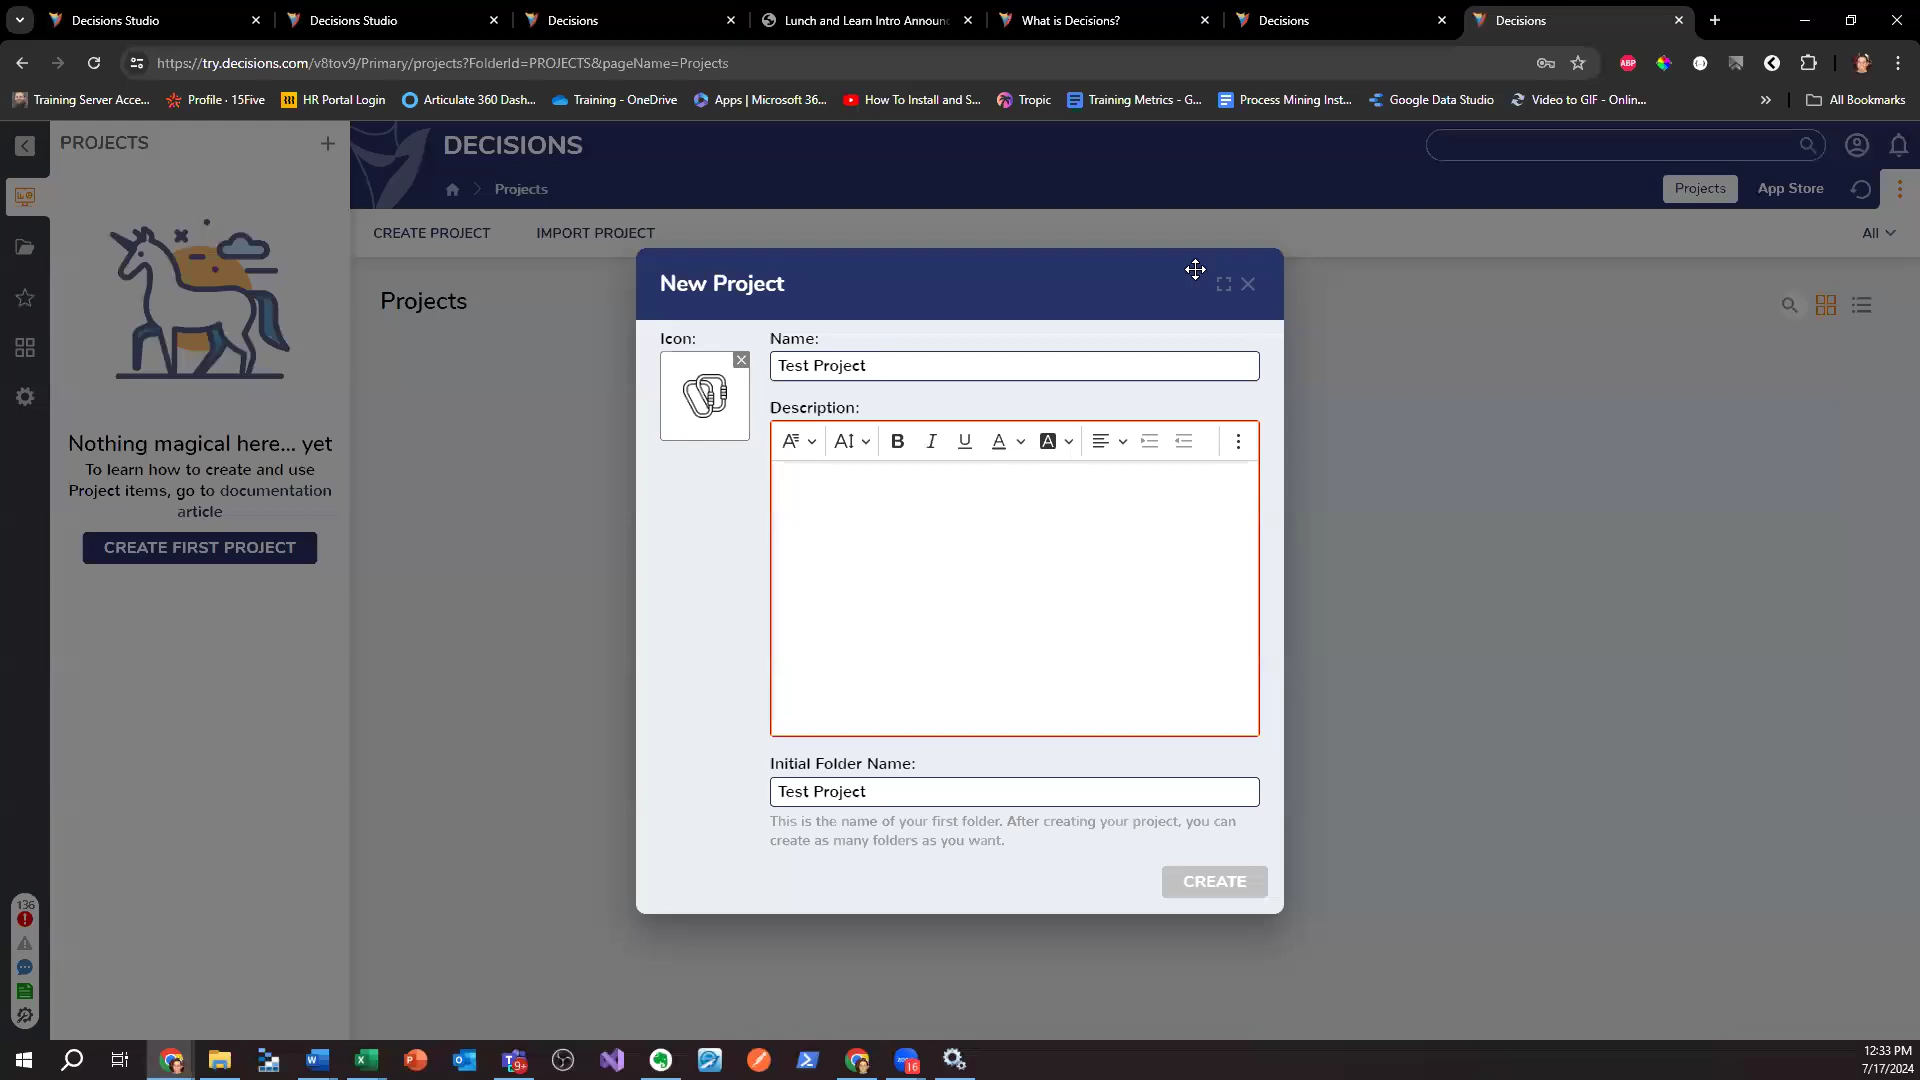 Decisions Studio
Decisions Studio
Decisions
Lunch and Learn Intro Announ
What is Decisions?
Decisions
Decisions
https://try.decisions.com/v8tov9/Primary/projects?FolderId=PROJECTS&pageName=Projects
ABP
Training Server Acce...
Profile · 15Five
HR Portal Login
Articulate 360 Dash...
Training - OneDrive
Apps | Microsoft 36...
How To Install and S...
Tropic
Training Metrics - G...
Process Mining Inst...
Google Data Studio
Video to GIF - Onlin...
All Bookmarks
PROJECTS
DECISIONS
Projects
Projects
App Store
CREATE PROJECT
IMPORT PROJECT
All
Projects
Nothing magical here... yet
To learn how to create and use
Project items, go to documentation
article
CREATE FIRST PROJECT
New Project
Icon:
Name:
Test Project
Description:
Initial Folder Name:
Test Project
This is the name of your first folder. After creating your project, you can
create as many folders as you want.
CREATE
136
9+
16
12:33 PM
7/17/2024